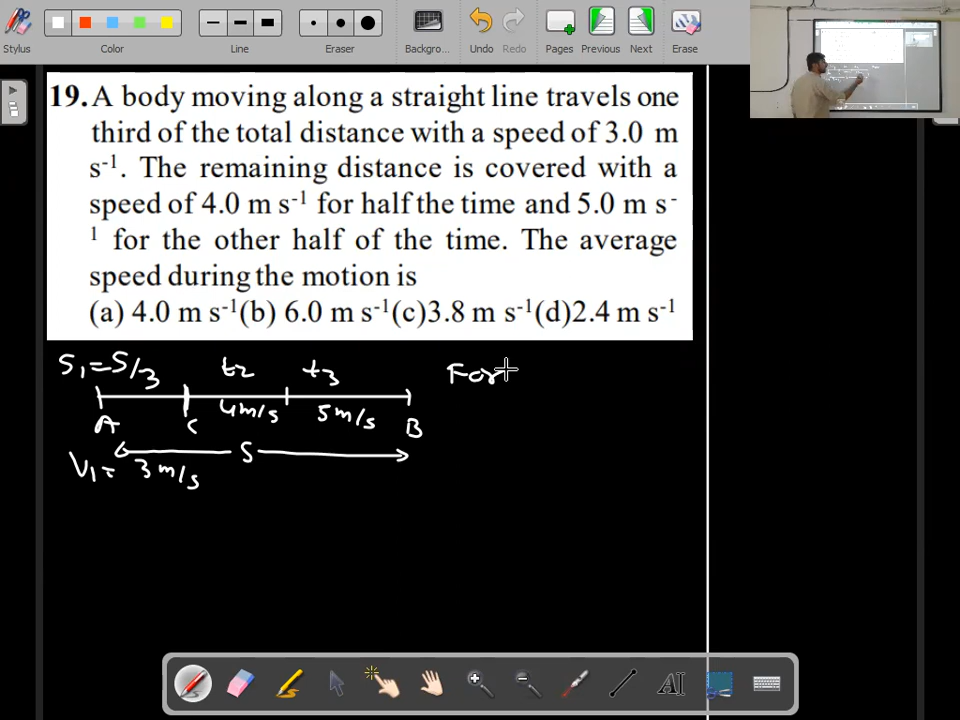 Stylus
Color
Line
Eraser
Backgro...
Undo
Redo
Pages
Previous
Next
Erase
19. A body moving along a straight line travels one
third of the total distance with a speed of 3.0 m
s⁻¹. The remaining distance is covered with a
speed of 4.0 m s⁻¹ for half the time and 5.0 m s⁻
¹ for the other half of the time. The average
speed during the motion is
(a) 4.0 m s⁻¹(b) 6.0 m s⁻¹(c)3.8 m s⁻¹(d)2.4 m s⁻¹
S₁=S/3 t₂ t₃ For
4m/s 5m/s
A C B
S
V₁= 3m/s